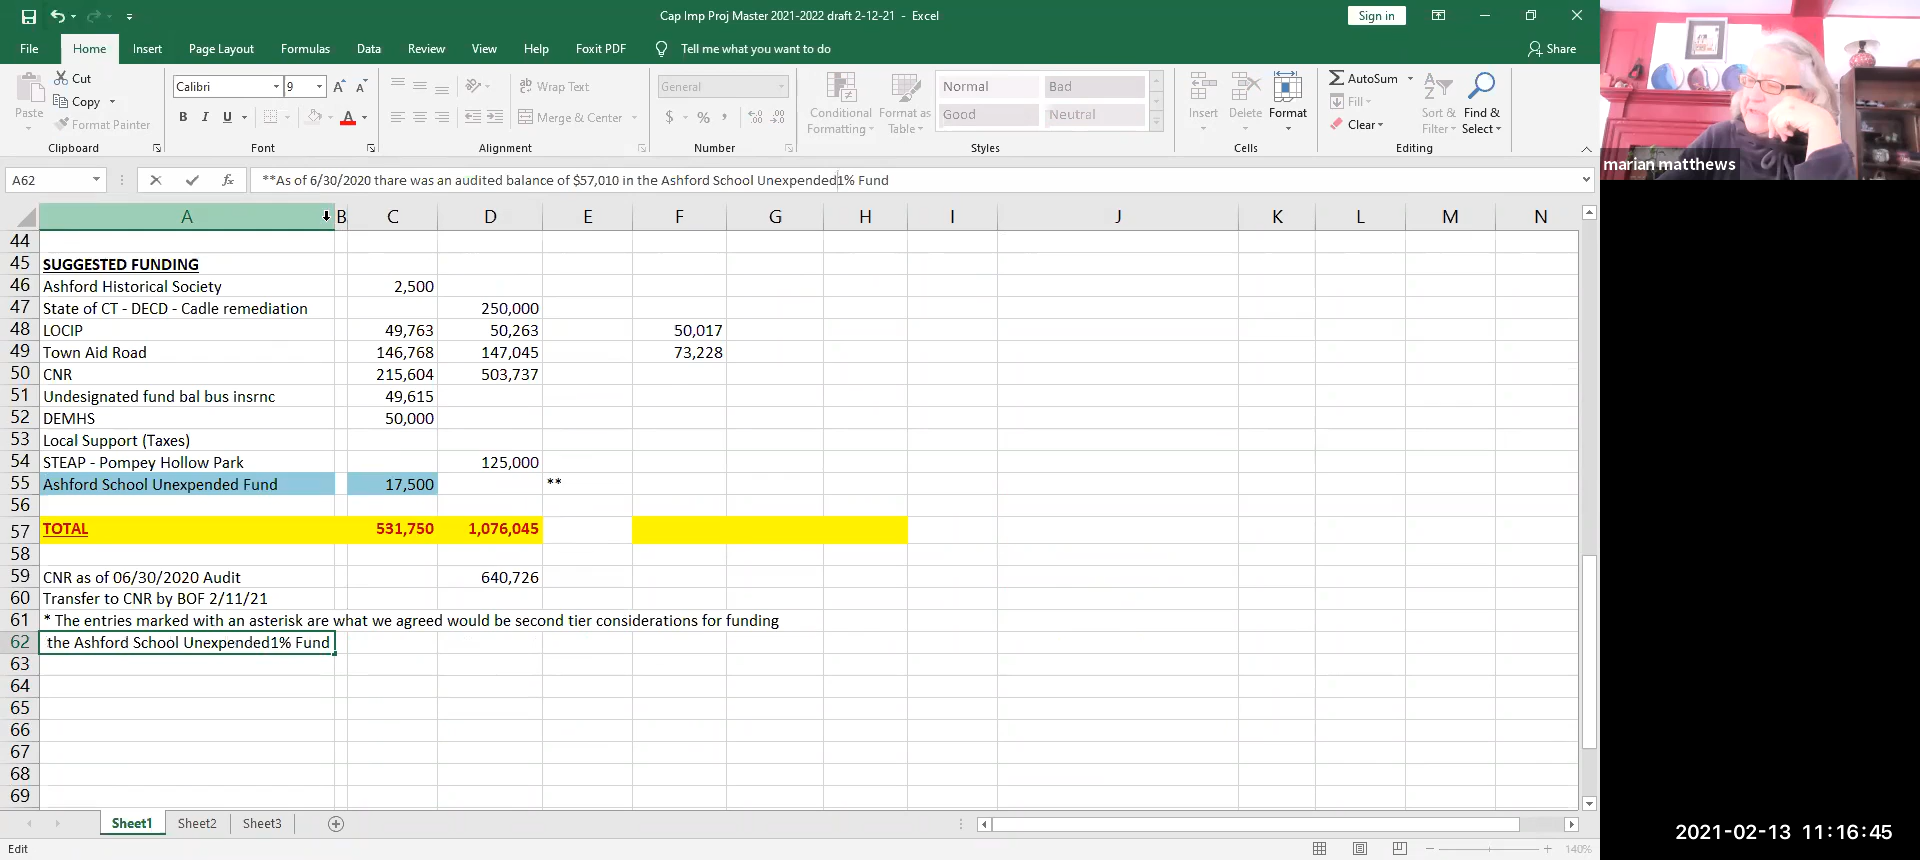 Cap Imp Proj Master 2021-2022 draft 2-12-21 - Excel
Sign in
File Home Insert Page Layout Formulas Data Review View Help Foxit PDF Tell me what you want to do Share
Paste
Cut
Copy
Format Painter
Clipboard
Calibri 9
B I U A
Font
Wrap Text
Merge & Center
Alignment
General
$ % ,
Number
Conditional Formatting
Format as Table
Normal Bad
Good Neutral
Styles
Insert Delete Format
Cells
AutoSum
Fill
Clear
Sort & Filter
Find & Select
Editing
A62 fx **As of 6/30/2020 thare was an audited balance of $57,010 in the Ashford School Unexpended1% Fund
A B C D E F G H I J K L M N
44
45 SUGGESTED FUNDING
46 Ashford Historical Society 2,500
47 State of CT - DECD - Cadle remediation 250,000
48 LOCIP 49,763 50,263 50,017
49 Town Aid Road 146,768 147,045 73,228
50 CNR 215,604 503,737
51 Undesignated fund bal bus insrnc 49,615
52 DEMHS 50,000
53 Local Support (Taxes)
54 STEAP - Pompey Hollow Park 125,000
55 Ashford School Unexpended Fund 17,500 **
56
57 TOTAL 531,750 1,076,045
58
59 CNR as of 06/30/2020 Audit 640,726
60 Transfer to CNR by BOF 2/11/21
61 * The entries marked with an asterisk are what we agreed would be second tier considerations for funding
62 the Ashford School Unexpended1% Fund
63
64
65
66
67
68
69
Sheet1 Sheet2 Sheet3
Edit
140%
marian matthews
2021-02-13 11:16:45